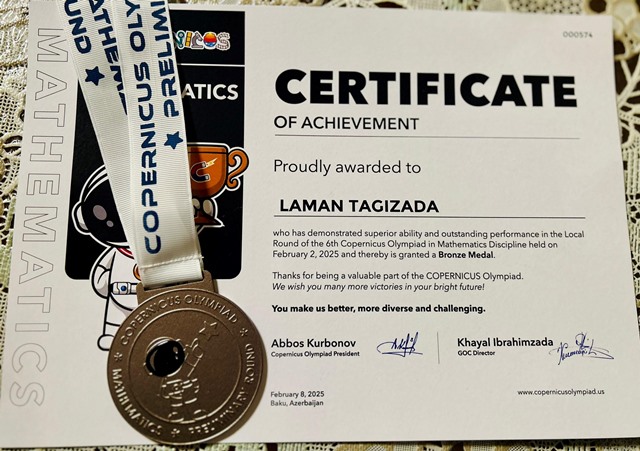 MATHEMATICS
COPERNICUS OLY
PRELIMI
ATICS
000574
CERTIFICATE
OF ACHIEVEMENT
Proudly awarded to
LAMAN TAGIZADA
who has demonstrated superior ability and outstanding performance in the Local
Round of the 6th Copernicus Olympiad in Mathematics Discipline held on
February 2, 2025 and thereby is granted a Bronze Medal.
Thanks for being a valuable part of the COPERNICUS Olympiad.
We wish you many more victories in your bright future!
You make us better, more diverse and challenging.
Abbos Kurbonov
Copernicus Olympiad President
Khayal Ibrahimzada
GOC Director
February 8, 2025
Baku, Azerbaijan
www.copernicusolympiad.us
COPERNICUS OLYMPIAD
MATHEMATICS
PRELIMINARY ROUND